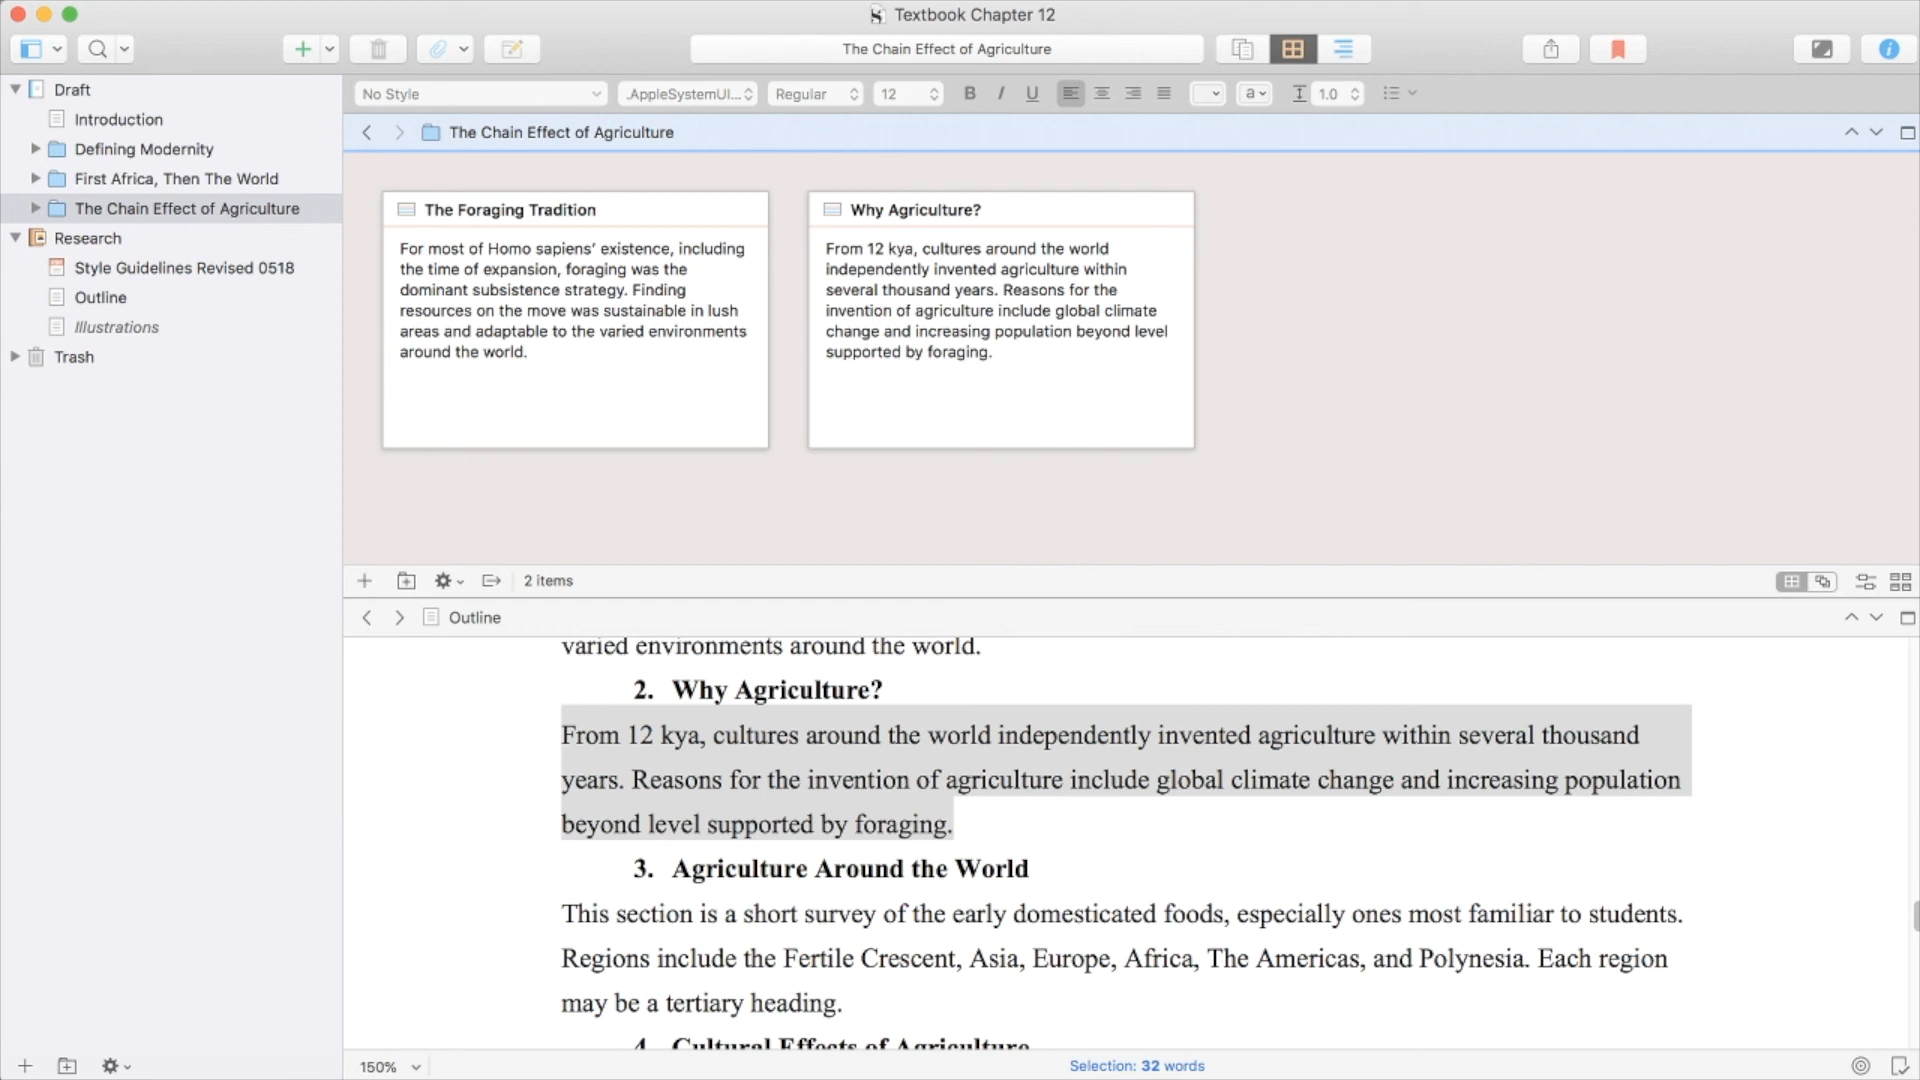 Textbook Chapter 12
The Chain Effect of Agriculture
No Style
.AppleSystemUI...
Regular
12
B I U
a
1.0
Draft
Introduction
Defining Modernity
First Africa, Then The World
The Chain Effect of Agriculture
Research
Style Guidelines Revised 0518
Outline
Illustrations
Trash
The Chain Effect of Agriculture
The Foraging Tradition
For most of Homo sapiens’ existence, including
the time of expansion, foraging was the
dominant subsistence strategy. Finding
resources on the move was sustainable in lush
areas and adaptable to the varied environments
around the world.
Why Agriculture?
From 12 kya, cultures around the world
independently invented agriculture within
several thousand years. Reasons for the
invention of agriculture include global climate
change and increasing population beyond level
supported by foraging.
2 items
Outline
varied environments around the world.
2. Why Agriculture?
From 12 kya, cultures around the world independently invented agriculture within several thousand
years. Reasons for the invention of agriculture include global climate change and increasing population
beyond level supported by foraging.
3. Agriculture Around the World
This section is a short survey of the early domesticated foods, especially ones most familiar to students.
Regions include the Fertile Crescent, Asia, Europe, Africa, The Americas, and Polynesia. Each region
may be a tertiary heading.
4. Cultural Effects of Agriculture
150%
Selection: 32 words